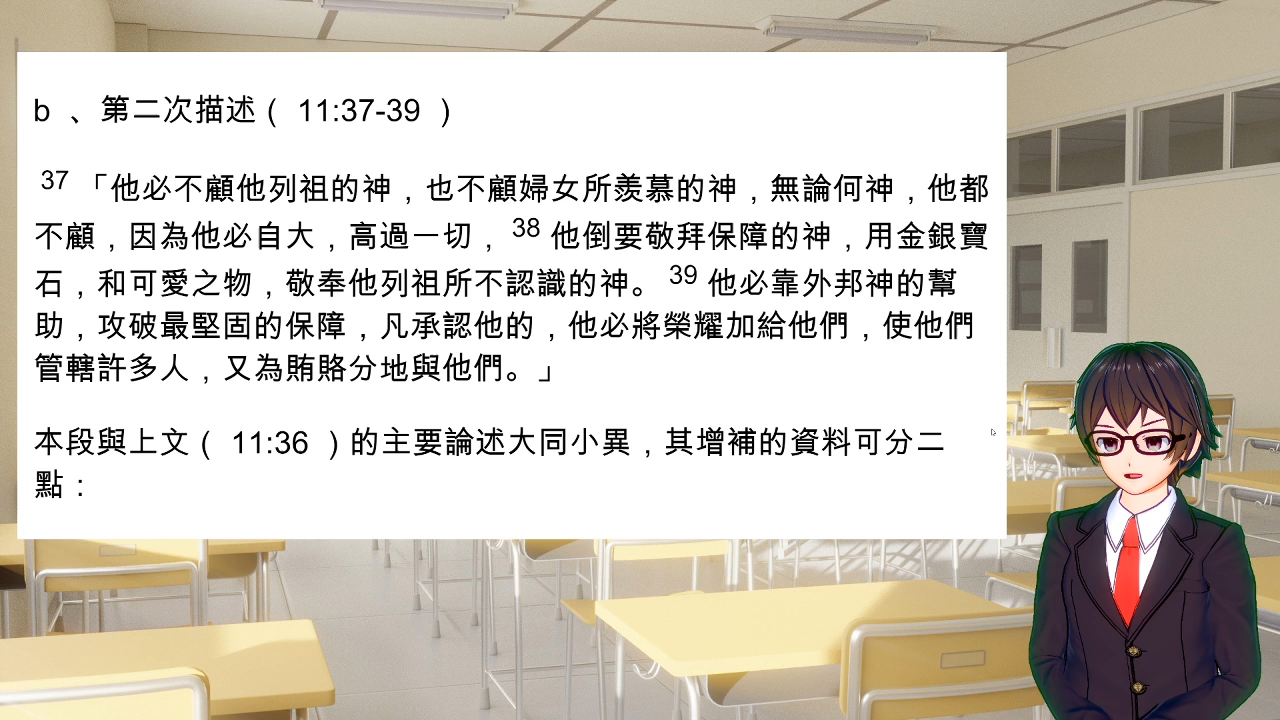 b 、第二次描述（ 11:37-39 ）
37 「他必不顧他列祖的神，也不顧婦女所羨慕的神，無論何神，他都
不顧，因為他必自大，高過一切， 38 他倒要敬拜保障的神，用金銀寶
石，和可愛之物，敬奉他列祖所不認識的神。 39 他必靠外邦神的幫
助，攻破最堅固的保障，凡承認他的，他必將榮耀加給他們，使他們
管轄許多人，又為賄賂分地與他們。」
本段與上文（ 11:36 ）的主要論述大同小異，其增補的資料可分二
點：